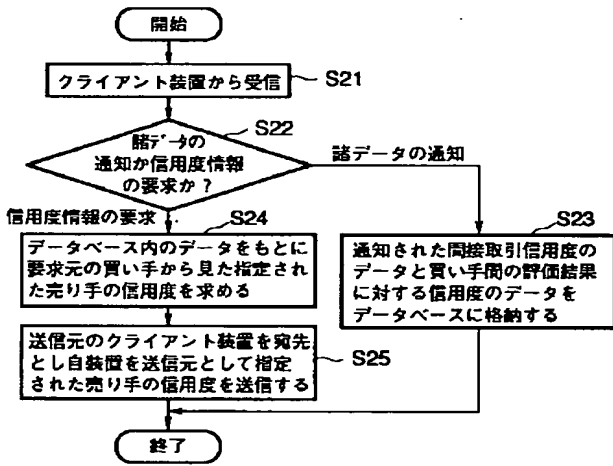 開始
クライアント装置から受信
S21
S22
諸データの
通知か信用度情報
の要求か？
諸データの通知
信用度情報の要求
S24
データベース内のデータをもとに
要求元の買い手から見た指定され
た売り手の信用度を求める
S23
通知された間接取引信用度の
データと買い手間の評価結果
に対する信用度のデータを
データベースに格納する
送信元のクライアント装置を宛先
とし自装置を送信元として指定
された売り手の信用度を送信する
S25
終了